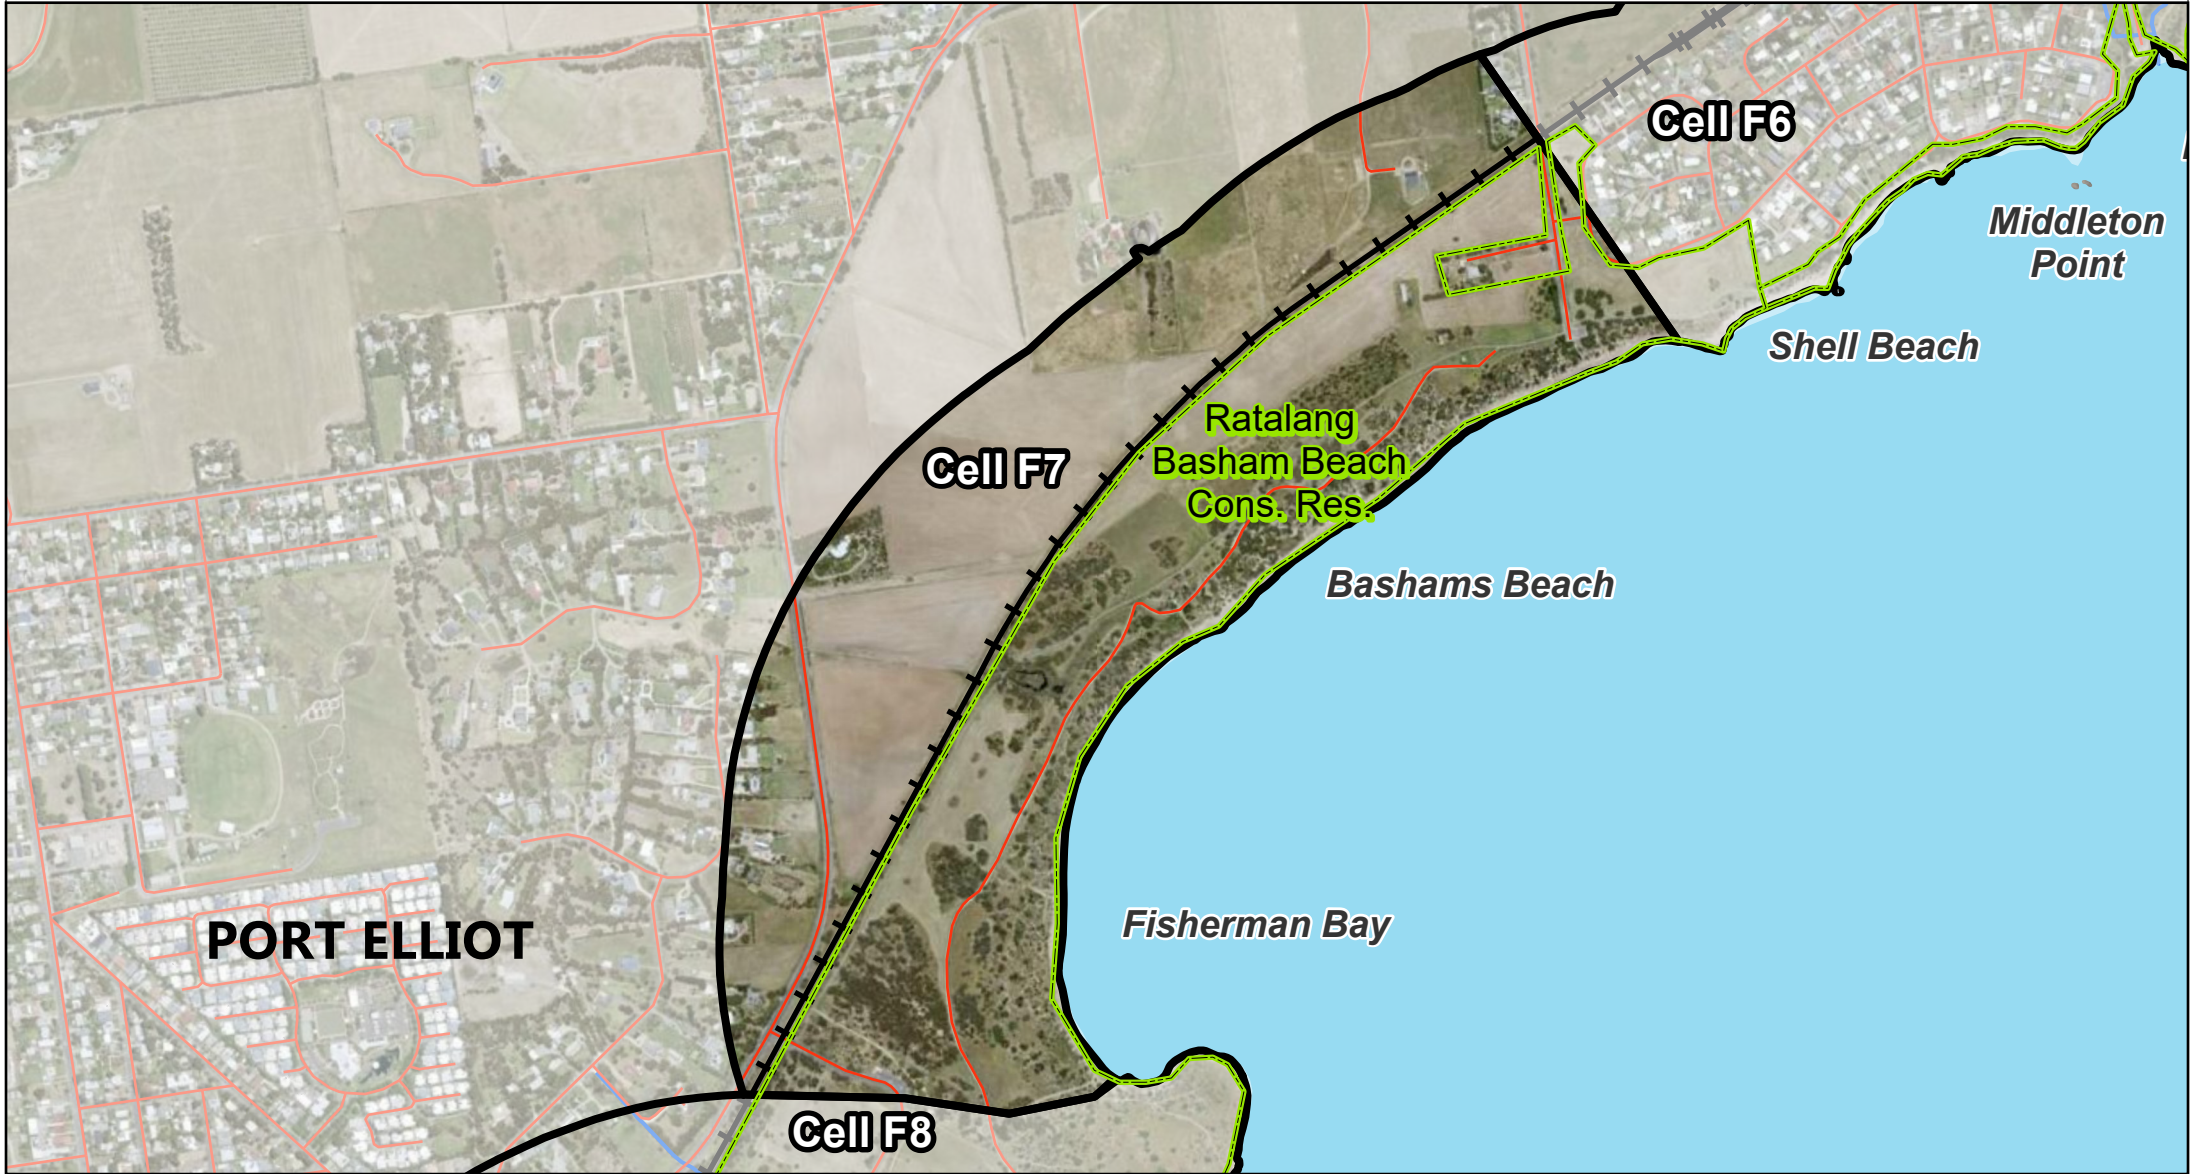 Cell F6
Middleton
Point
Shell Beach
Ratalang
Basham Beach
Cons. Res.
Cell F7
Bashams Beach
Fisherman Bay
PORT ELLIOT
Cell F8